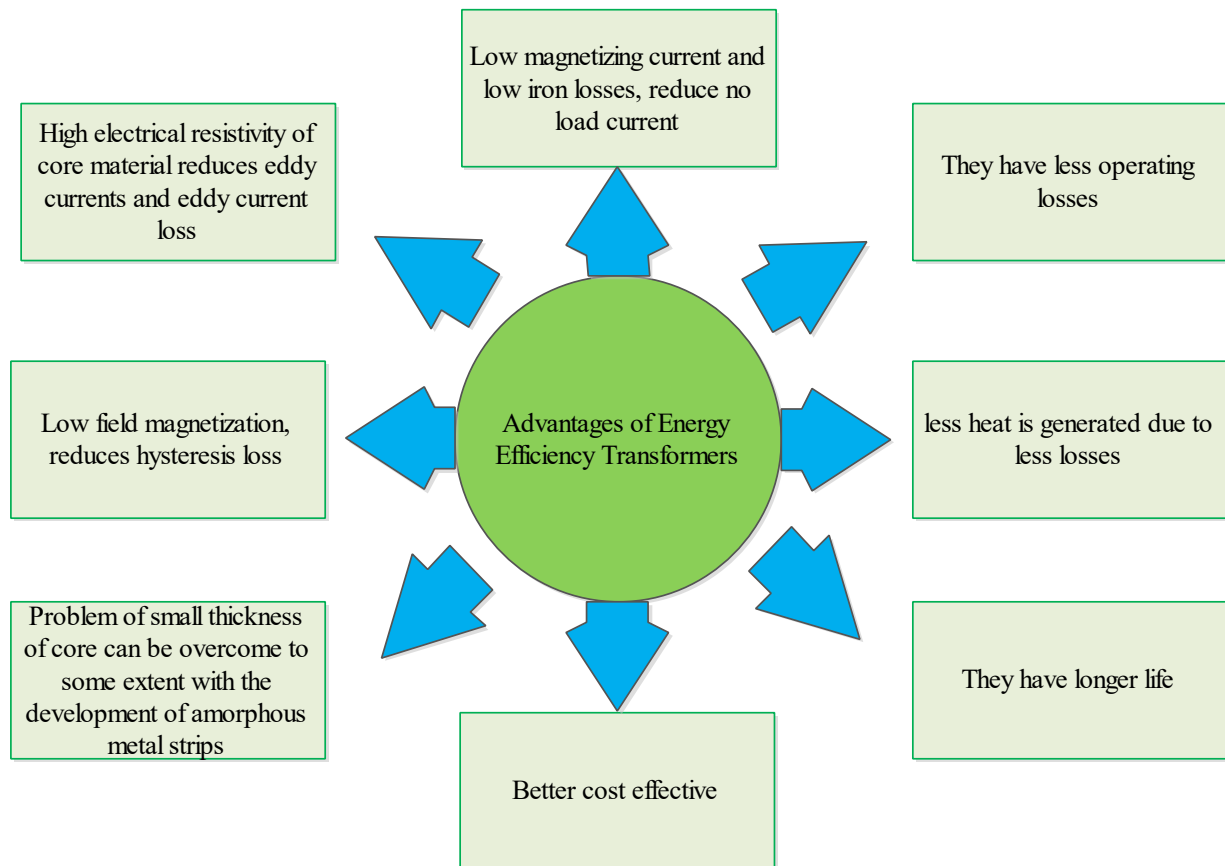 Low magnetizing current and
low iron losses, reduce no
load current
High electrical resistivity of
core material reduces eddy
currents and eddy current
loss
They have less operating
losses
Low field magnetization,
reduces hysteresis loss
Advantages of Energy
Efficiency Transformers
less heat is generated due to
less losses
Problem of small thickness
of core can be overcome to
some extent with the
development of amorphous
metal strips
They have longer life
Better cost effective